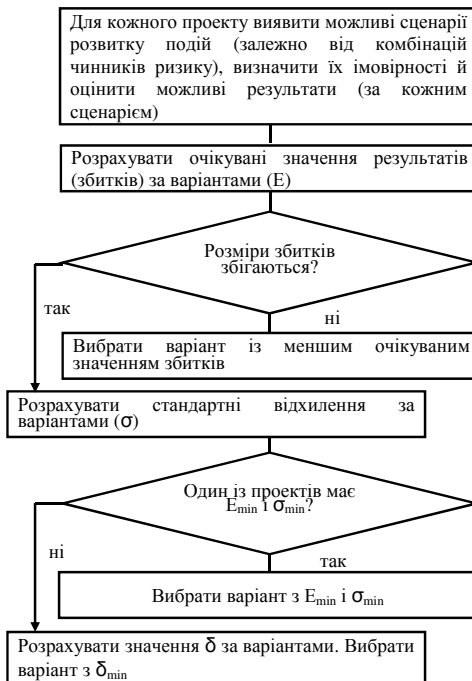 Для кожного проекту виявити можливі сценарії
розвитку подій (залежно від комбінацій
чинників ризику), визначити їх імовірності й
оцінити можливі результати (за кожним
сценарієм)
Розрахувати очікувані значення результатів
(збитків) за варіантами (E)
Розміри збитків
збігаються?
так
ні
Вибрати варіант із меншим очікуваним
значенням збитків
Розрахувати стандартні відхилення за
варіантами (σ)
Один із проектів має
Emin і σmin?
ні
так
Вибрати варіант з Emin і σmin
Розрахувати значення δ за варіантами. Вибрати
варіант з δmin